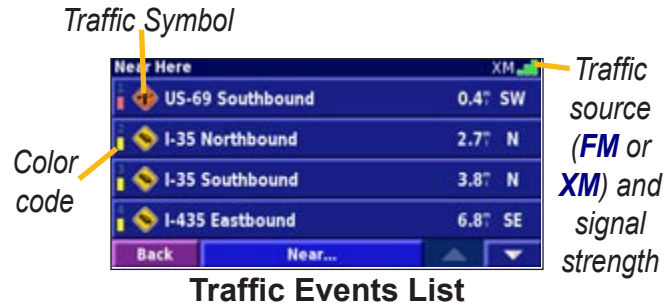 Traffic Symbol
Near Here XM
US-69 Southbound 0.4 SW
I-35 Northbound 2.7 N
I-35 Southbound 3.8 N
I-435 Eastbound 6.8 SE
Back Near...
Color
code
Traffic
source
(FM or
XM) and
signal
strength
Traffic Events List